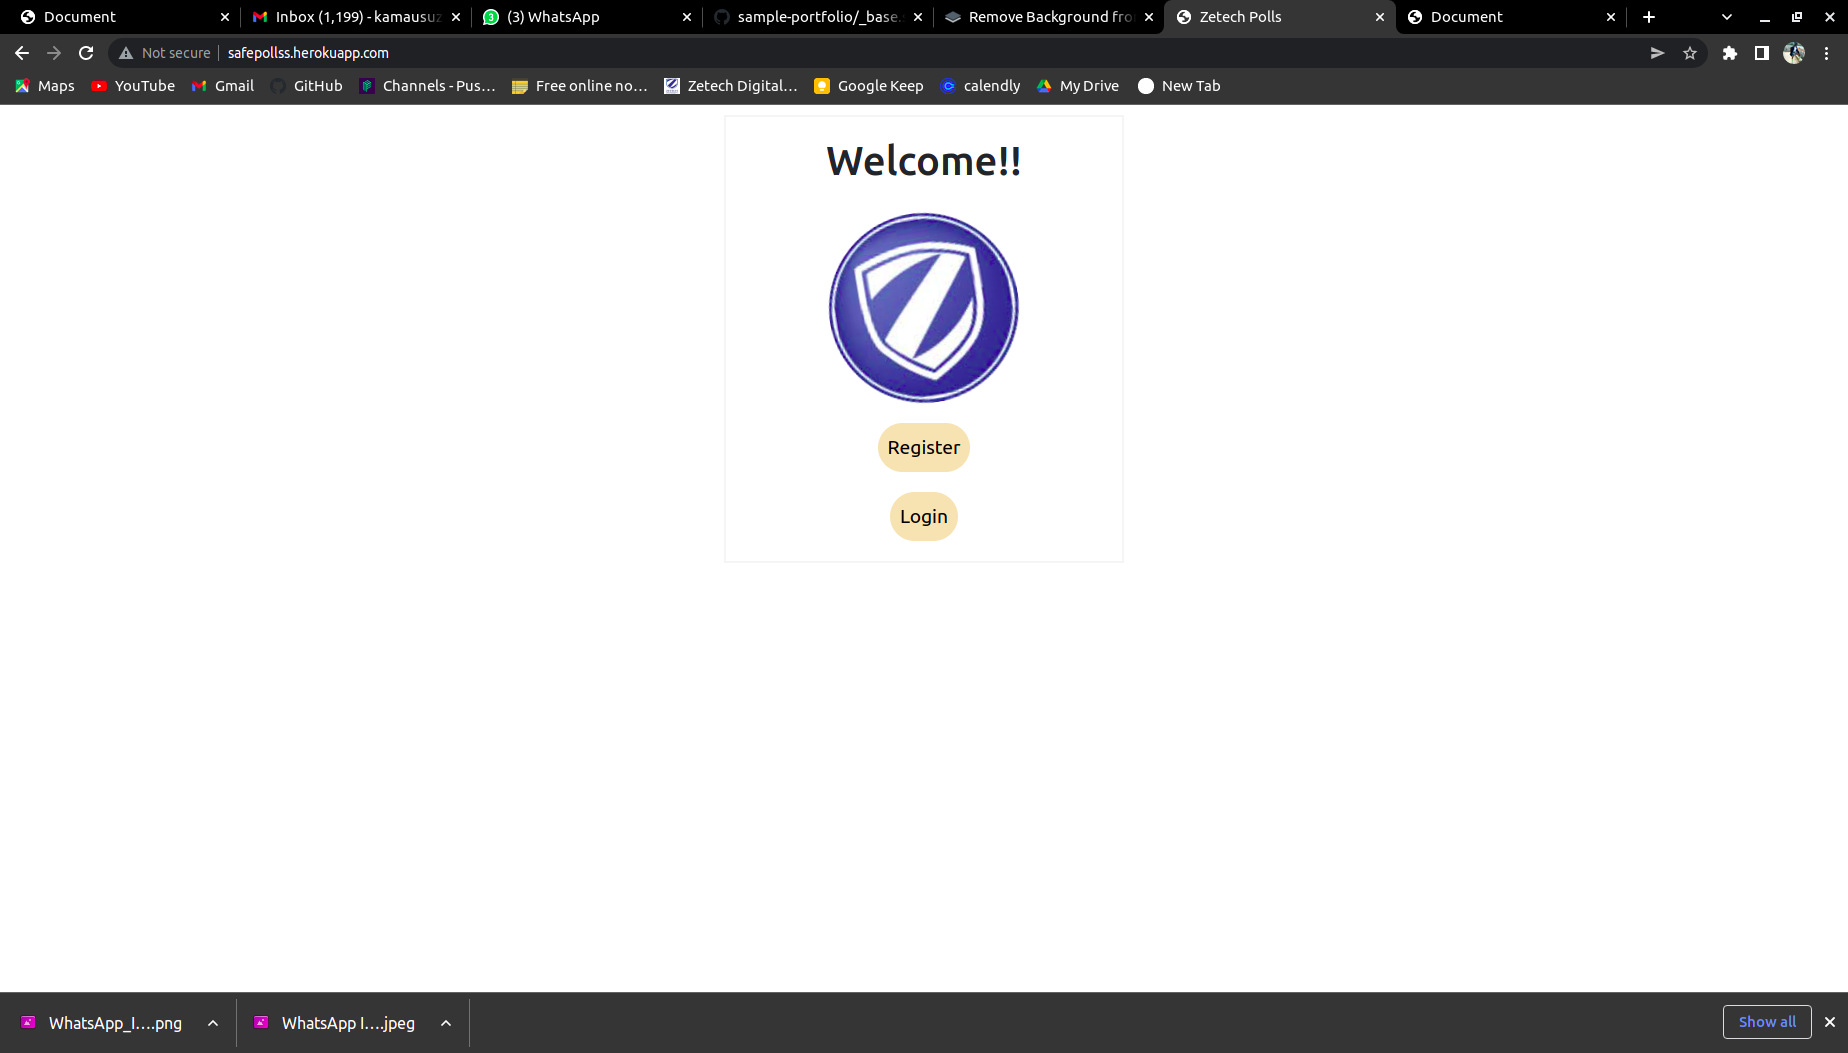 Document
Inbox (1,199) - kamausuz
3 (3) WhatsApp
sample-portfolio/_base.s
Remove Background fro
Zetech Polls
Document
Not secure safepollss.herokuapp.com
Maps
YouTube
Gmail
GitHub
Channels - Pus...
Free online no...
Zetech Digital...
Google Keep
calendly
My Drive
New Tab
Welcome!!
Register
Login
WhatsApp_I....png
WhatsApp I....jpeg
Show all